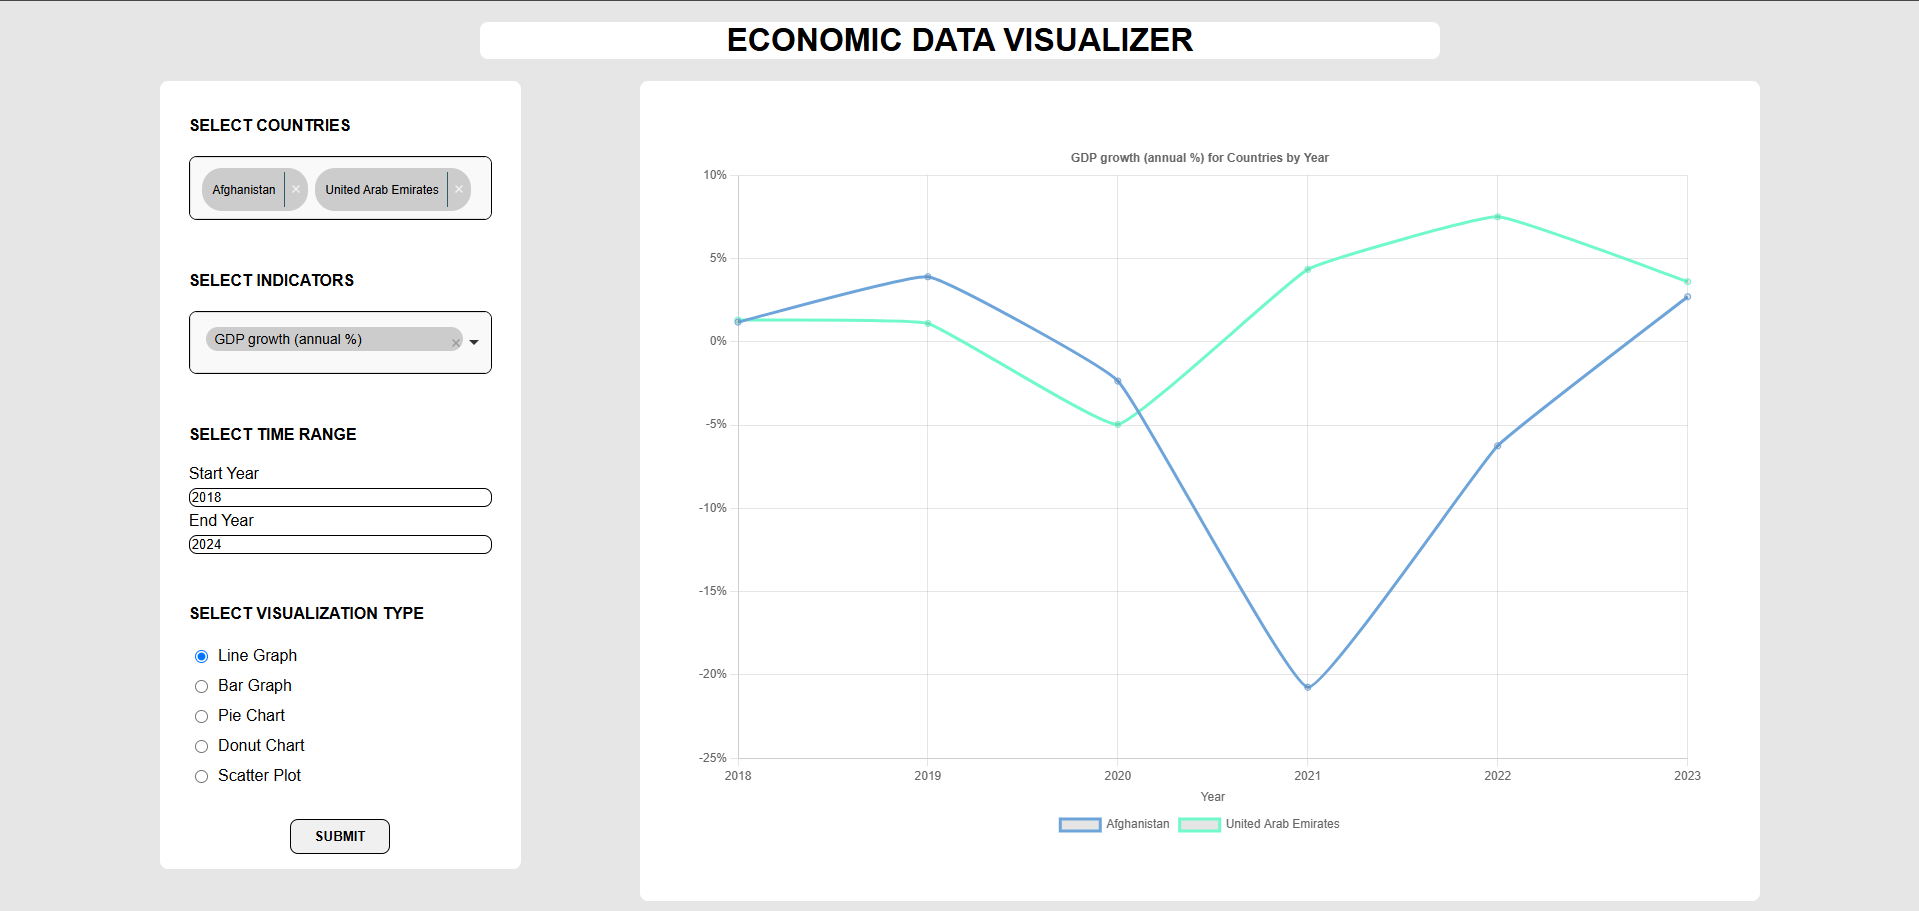 ECONOMIC DATA VISUALIZER
SELECT COUNTRIES
Afghanistan × United Arab Emirates ×
SELECT INDICATORS
GDP growth (annual %) ×
SELECT TIME RANGE
Start Year
2018
End Year
2024
SELECT VISUALIZATION TYPE
Line Graph
Bar Graph
Pie Chart
Donut Chart
Scatter Plot
SUBMIT
GDP growth (annual %) for Countries by Year
10%
5%
0%
-5%
-10%
-15%
-20%
-25%
2018 2019 2020 2021 2022 2023
Year
Afghanistan United Arab Emirates